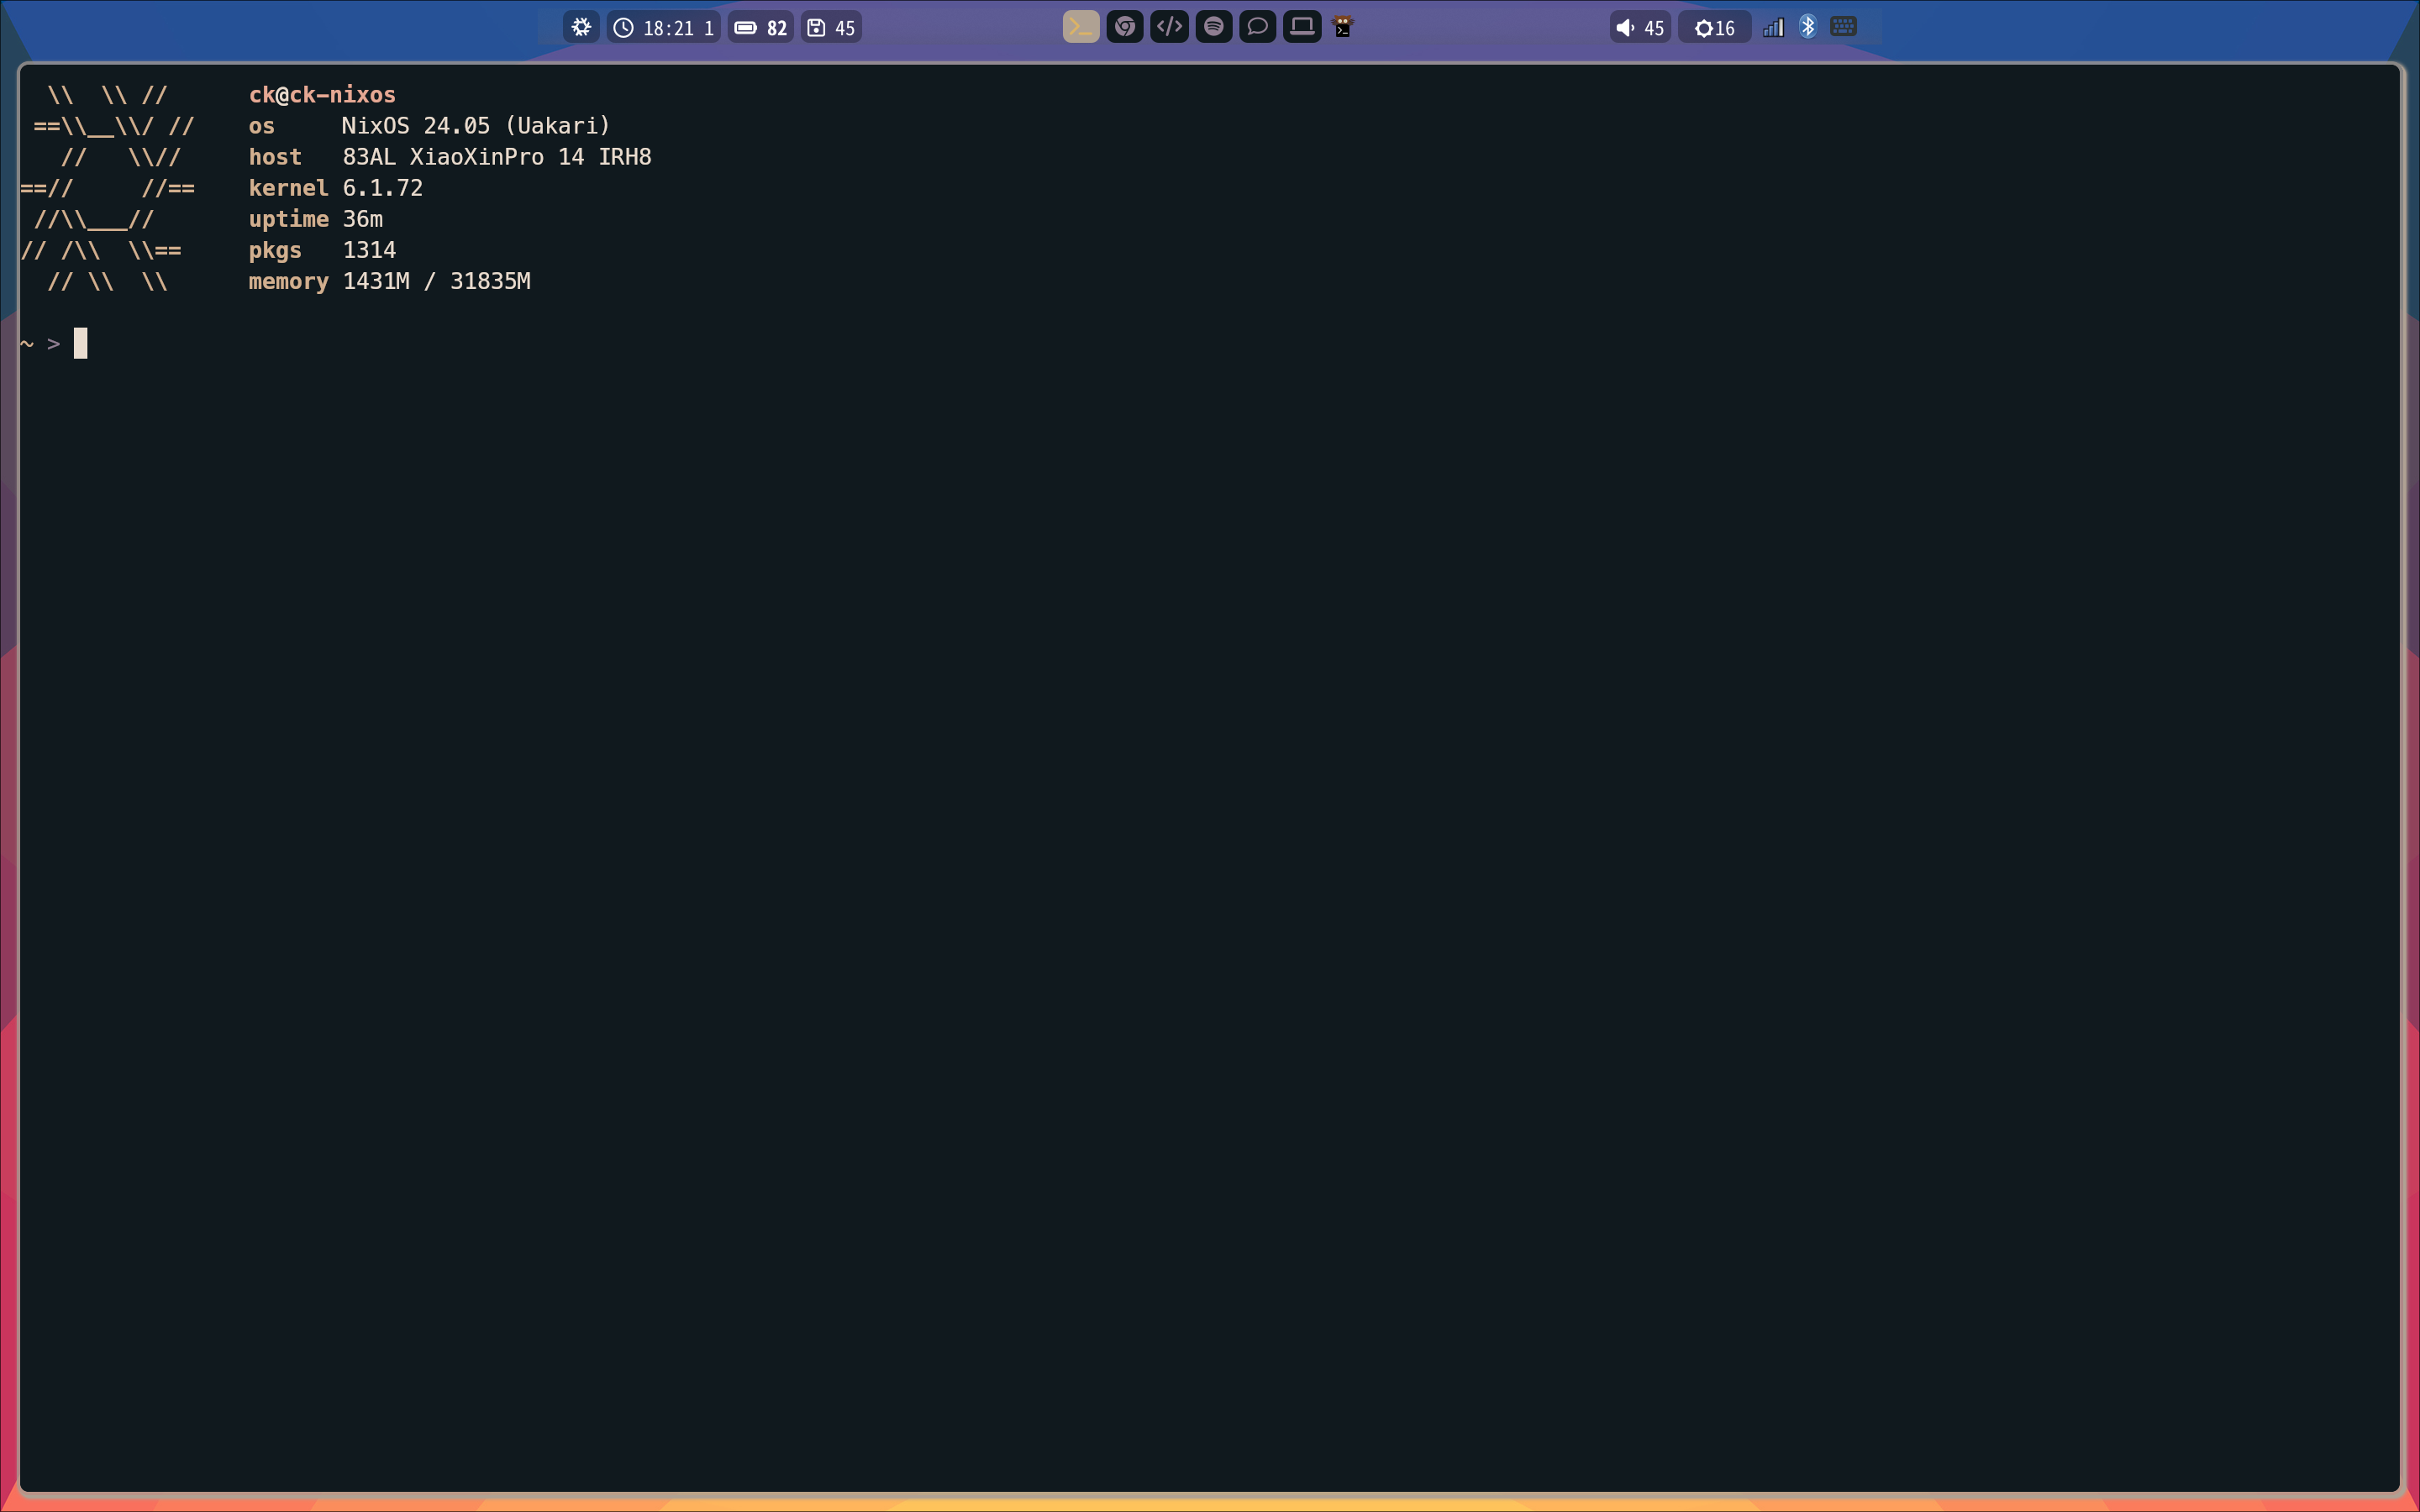 18:21 1 82 45 45 16
\\  \\ // ck@ck-nixos
==\\__\\/ // os NixOS 24.05 (Uakari)
//   \\// host 83AL XiaoXinPro 14 IRH8
==//     //== kernel 6.1.72
//\\___// uptime 36m
// /\\  \\== pkgs 1314
// \\  \\ memory 1431M / 31835M
~ >